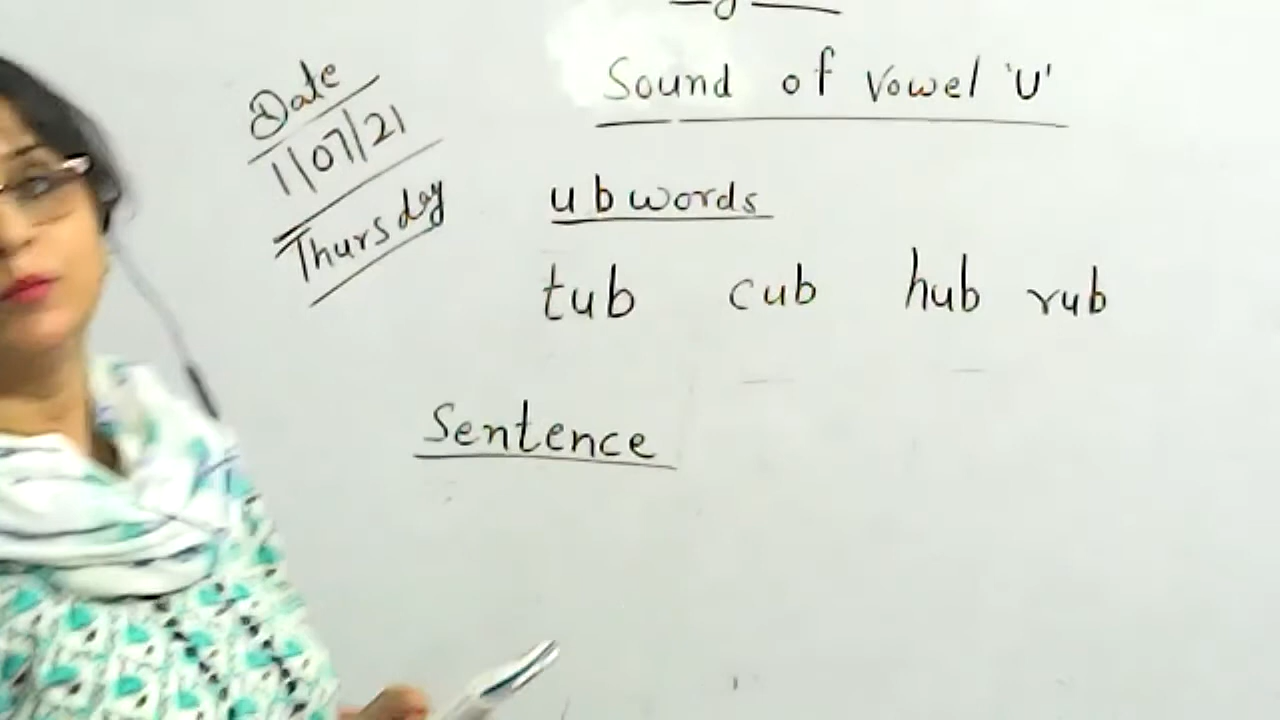 Sound of Vowel 'U'
Date
1/07/21
Thursday
ub words
tub cub hub rub
Sentence